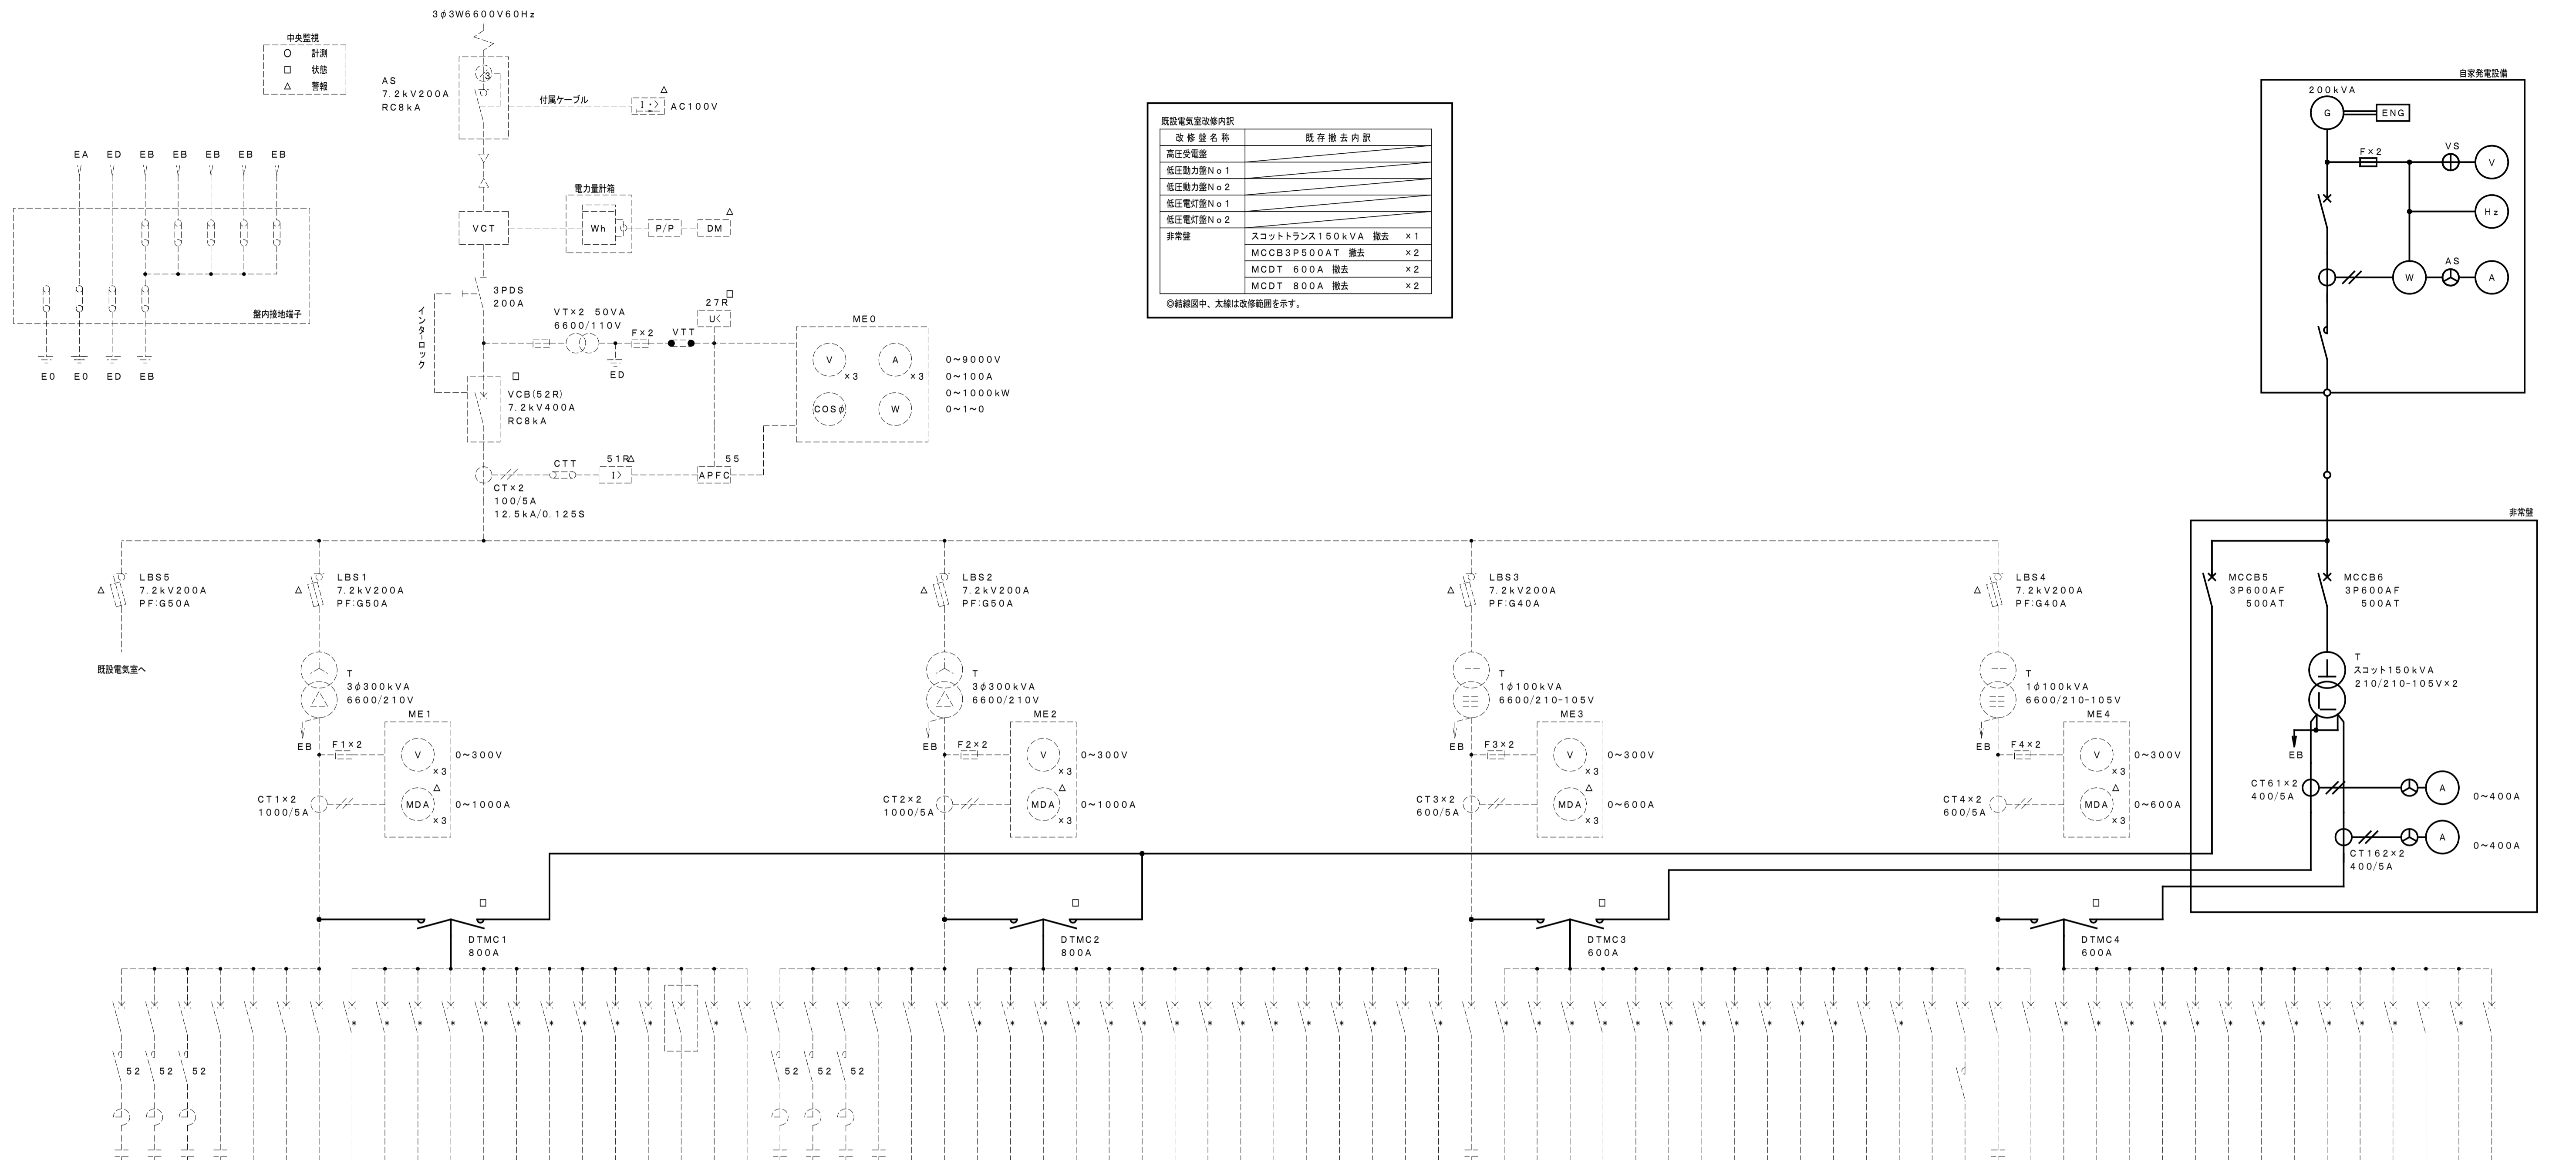 3φ3W6600V60Hz
中央監視
○ 計測
□ 状態
△ 警報
AS
7.2kV200A
RC8kA
3
付属ケーブル
I・>
△
AC100V
EA ED EB EB EB EB EB
盤内接地端子
E0 E0 ED EB
VCT
電力量計箱
Wh
P/P
DM
△
3PDS
200A
インターロック
VT×2 50VA
6600/110V
F×2
VTT
27R
□
U<
ED
ME0
V
×3
A
×3
COSφ
W
0~9000V
0~100A
0~1000kW
0~1~0
□
VCB(52R)
7.2kV400A
RC8kA
CTT
51R△
I>
55
APFC
CT×2
100/5A
12.5kA/0.125S
既設電気室改修内訳
改修盤名称 既存撤去内訳
高圧受電盤
低圧動力盤No1
低圧動力盤No2
低圧電灯盤No1
低圧電灯盤No2
非常盤 スコットトランス150kVA 撤去 ×1
MCCB3P500AT 撤去 ×2
MCDT 600A 撤去 ×2
MCDT 800A 撤去 ×2
◎結線図中、太線は改修範囲を示す。
自家発電設備
200kVA
G
ENG
F×2
VS
V
Hz
W
AS
A
非常盤
MCCB5
3P600AF
500AT
MCCB6
3P600AF
500AT
T
スコット150kVA
210/210-105V×2
EB
CT61×2
400/5A
A
0~400A
CT162×2
400/5A
A
0~400A
△
LBS5
7.2kV200A
PF:G50A
既設電気室へ
△
LBS1
7.2kV200A
PF:G50A
T
3φ300kVA
6600/210V
EB
ME1
F1×2
V
×3
0~300V
CT1×2
1000/5A
△
MDA
×3
0~1000A
□
DTMC1
800A
△
LBS2
7.2kV200A
PF:G50A
T
3φ300kVA
6600/210V
EB
ME2
F2×2
V
×3
0~300V
CT2×2
1000/5A
△
MDA
×3
0~1000A
□
DTMC2
800A
△
LBS3
7.2kV200A
PF:G40A
T
1φ100kVA
6600/210-105V
EB
ME3
F3×2
V
×3
0~300V
CT3×2
600/5A
△
MDA
×3
0~600A
□
DTMC3
600A
△
LBS4
7.2kV200A
PF:G40A
T
1φ100kVA
6600/210-105V
EB
ME4
F4×2
V
×3
0~300V
CT4×2
600/5A
△
MDA
×3
0~600A
□
DTMC4
600A
* * * * * * * * * * * * * * * * * * * * * * * * * * * * * * * * * * * * * * * * * * * * * * * * * *
52 52 52 52 52 52